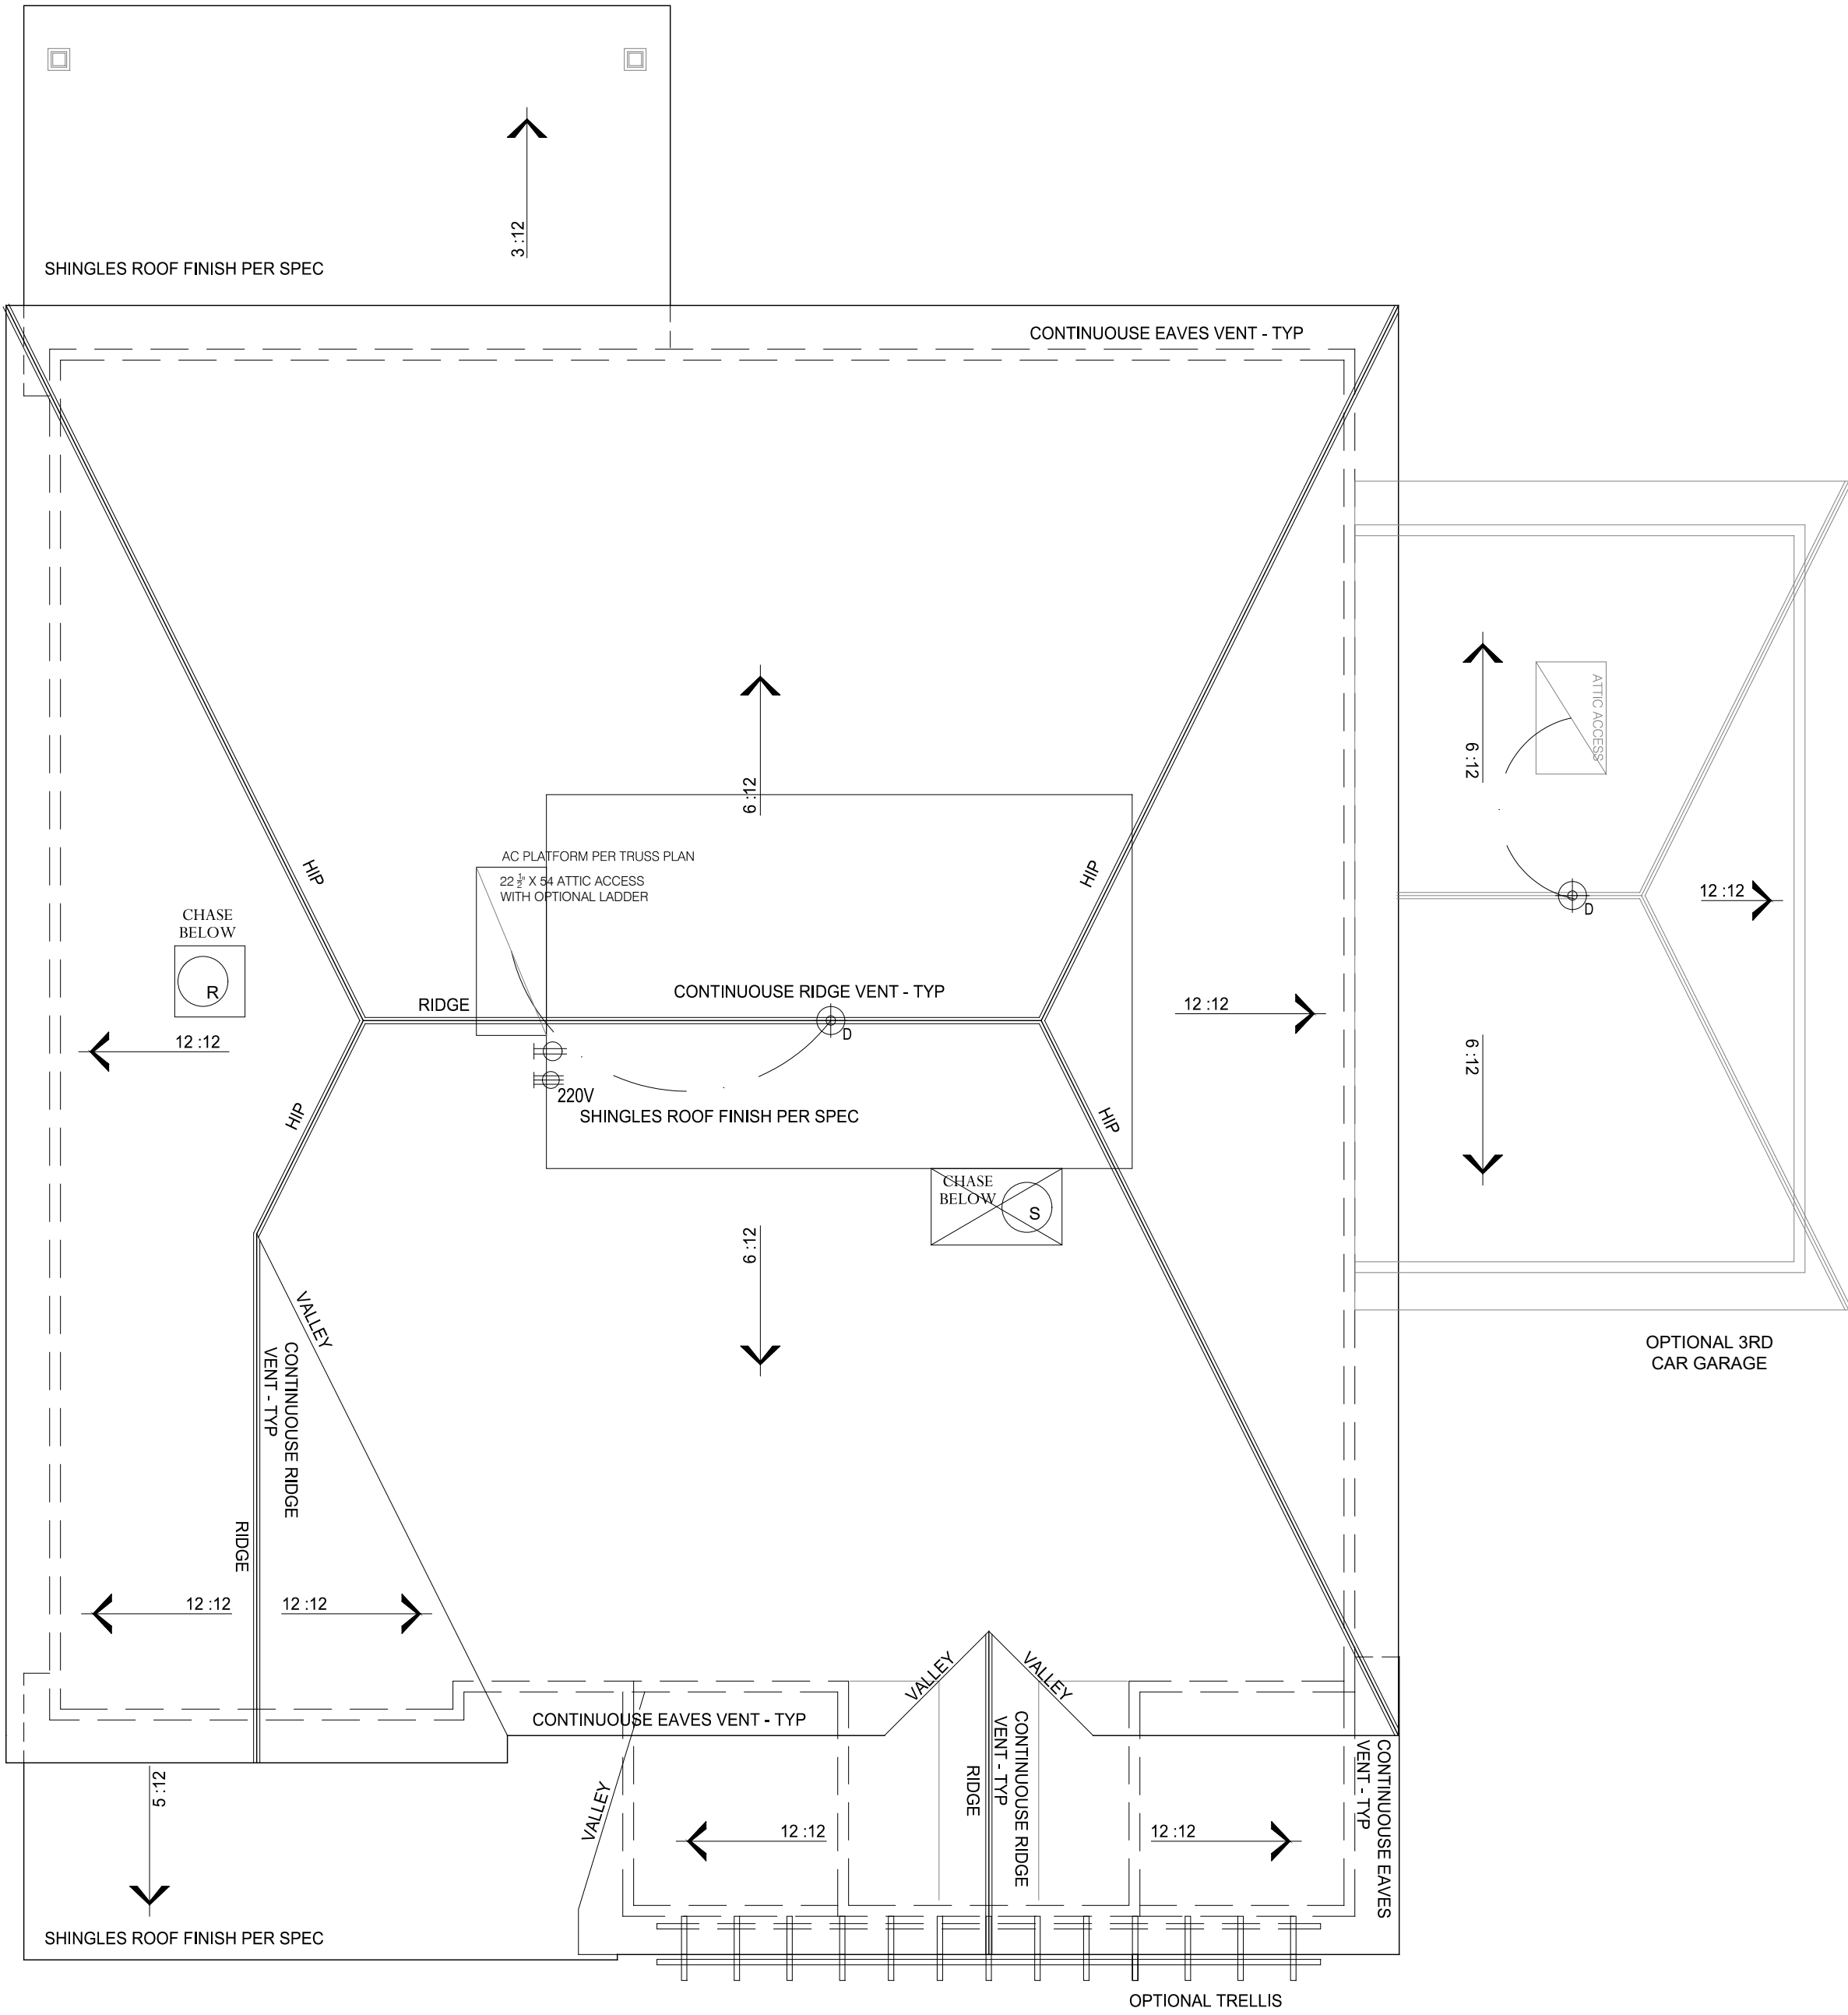 3 :12
SHINGLES ROOF FINISH PER SPEC
CONTINUOUSE EAVES VENT - TYP
ATTIC ACCESS
6 :12
6 :12
AC PLATFORM PER TRUSS PLAN
22 ½" X 54 ATTIC ACCESS
WITH OPTIONAL LADDER
HIP
HIP
12 :12
D
CHASE
BELOW
R
RIDGE
CONTINUOUSE RIDGE VENT - TYP
D
12 :12
12 :12
6 :12
220V
SHINGLES ROOF FINISH PER SPEC
HIP
HIP
CHASE
BELOW
S
6 :12
VALLEY
CONTINUOUSE RIDGE
VENT - TYP
OPTIONAL 3RD
CAR GARAGE
RIDGE
12 :12
12 :12
VALLEY
VALLEY
CONTINUOUSE EAVES VENT - TYP
CONTINUOUSE RIDGE
VENT - TYP
RIDGE
CONTINUOUSE EAVES
VENT - TYP
5 :12
VALLEY
12 :12
12 :12
SHINGLES ROOF FINISH PER SPEC
OPTIONAL TRELLIS